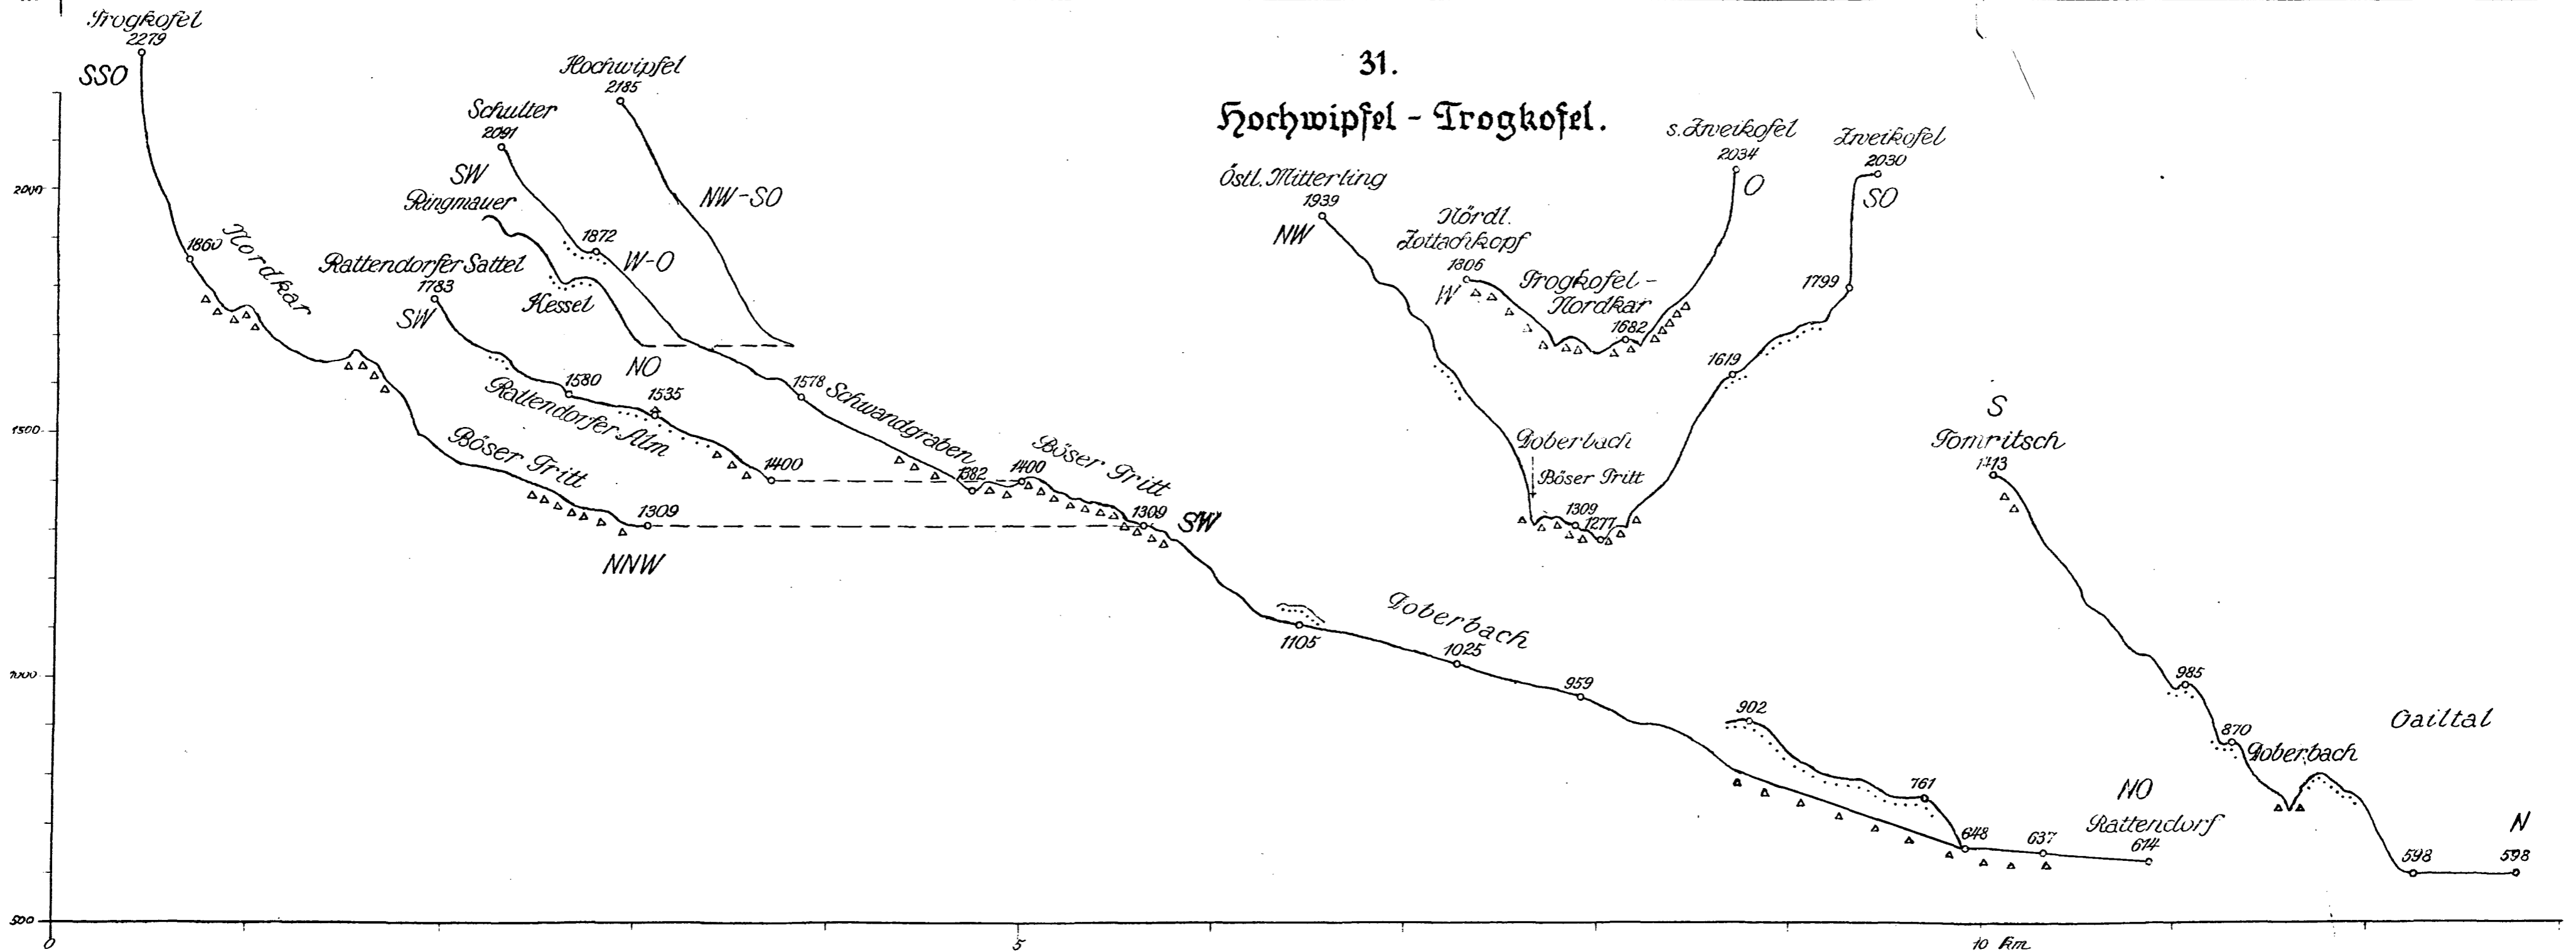 31.
Hochwipfel - Trogkofel.
Trogkofel
2279
SSO
1860
Nordkar
Böser Tritt
1309
NNW
Rattendorfer Sattel
1783
SW
1580
1535
Rattendorfer Alm
1400
Schulter
2091
SW
Ringmauer
1872
W-O
Kessel
NO
Hochwipfel
2185
NW-SO
1578
Schwandgraben
1382
1400
Böser Tritt
1309
SW
1105
Doberbach
1025
959
902
761
648
637
NO
Rattendorf
614
Östl. Mitterling
1939
NW
Nördl.
Zottachkopf
1806
W
Trogkofel-
Nordkar
1682
s. Zweikofel
2034
O
Zweikofel
2030
SO
1799
1619
Doberbach
Böser Tritt
1309
1277
S
Tomritsch
1413
985
870
Doberbach
Gailtal
N
598
598
2000
1500
1000
500
0
5
10 km